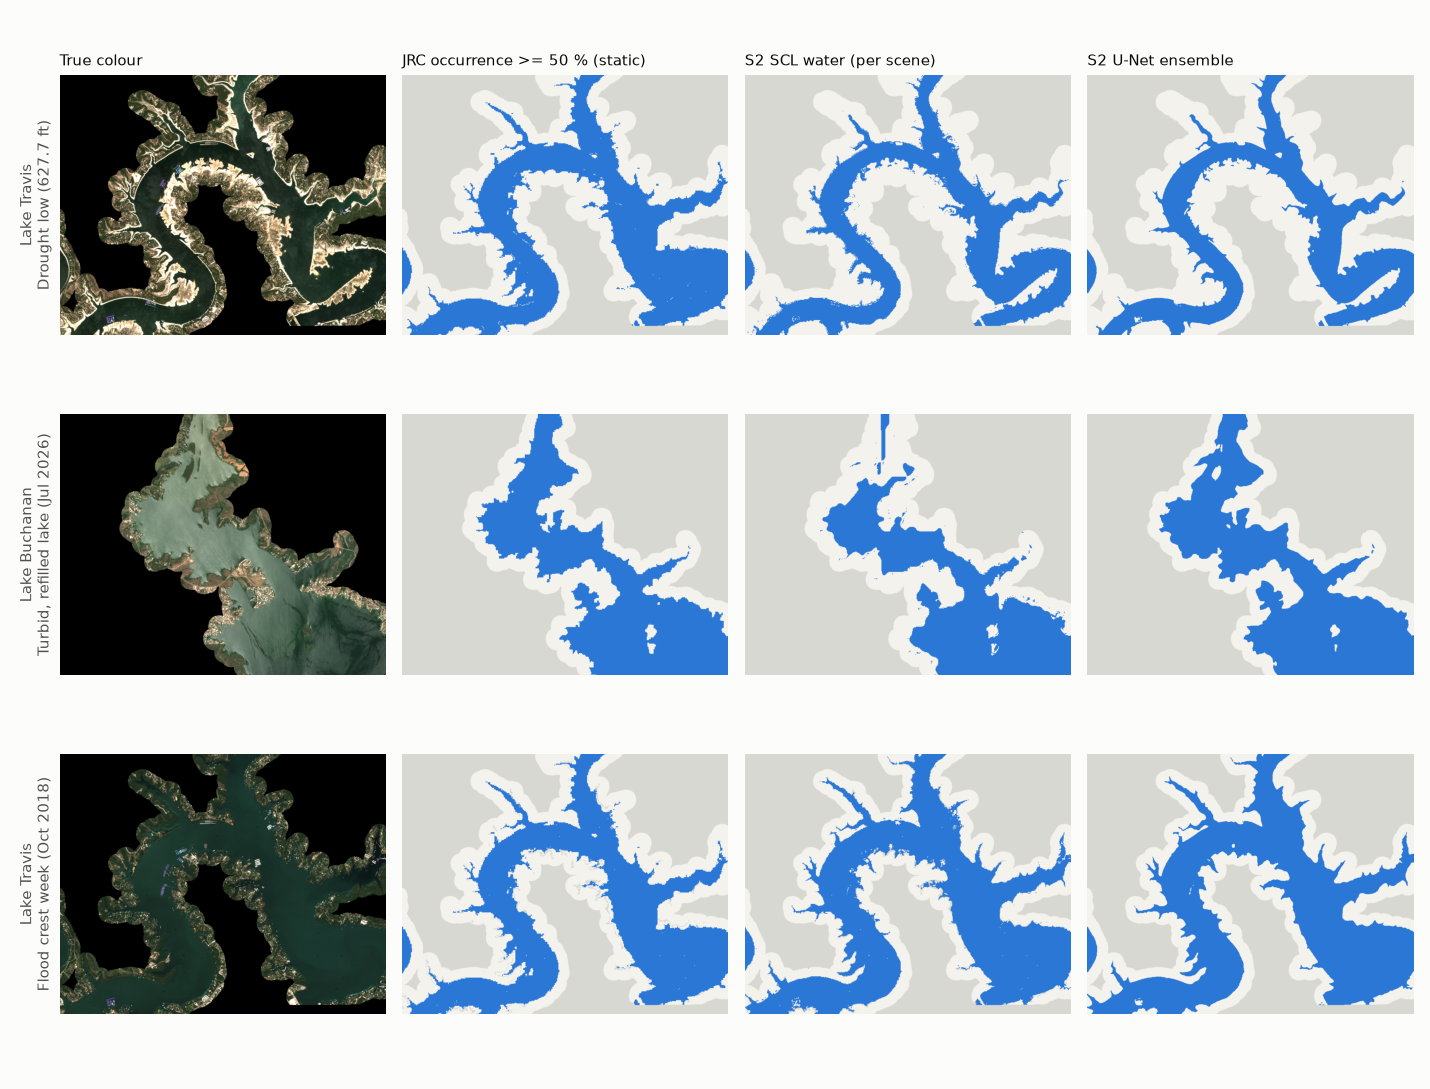 True colour
JRC occurrence >= 50 % (static)
S2 SCL water (per scene)
S2 U-Net ensemble
Lake Travis
Drought low (627.7 ft)
Lake Buchanan
Turbid, refilled lake (Jul 2026)
Lake Travis
Flood crest week (Oct 2018)